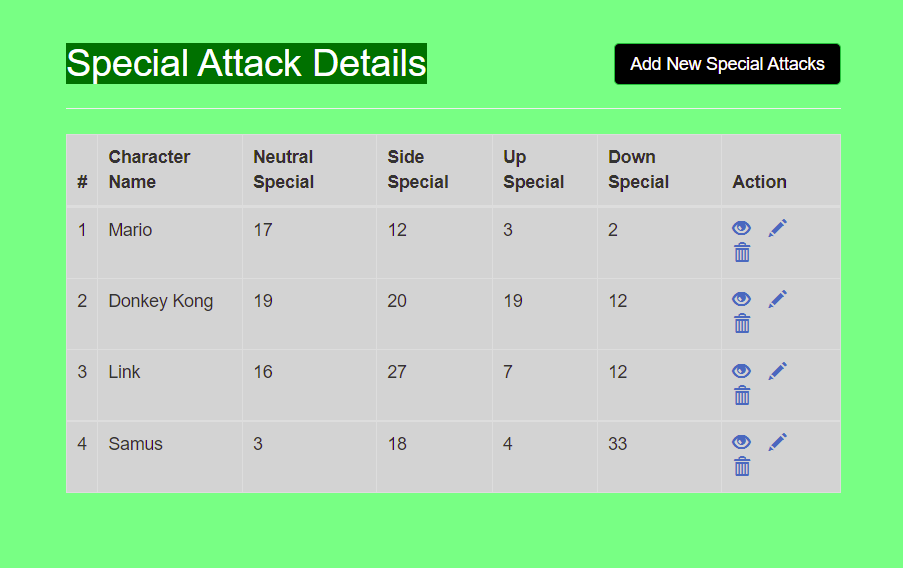 Special Attack Details
Add New Special Attacks
# Character Name Neutral Special Side Special Up Special Down Special Action
1 Mario 17 12 3 2
2 Donkey Kong 19 20 19 12
3 Link 16 27 7 12
4 Samus 3 18 4 33